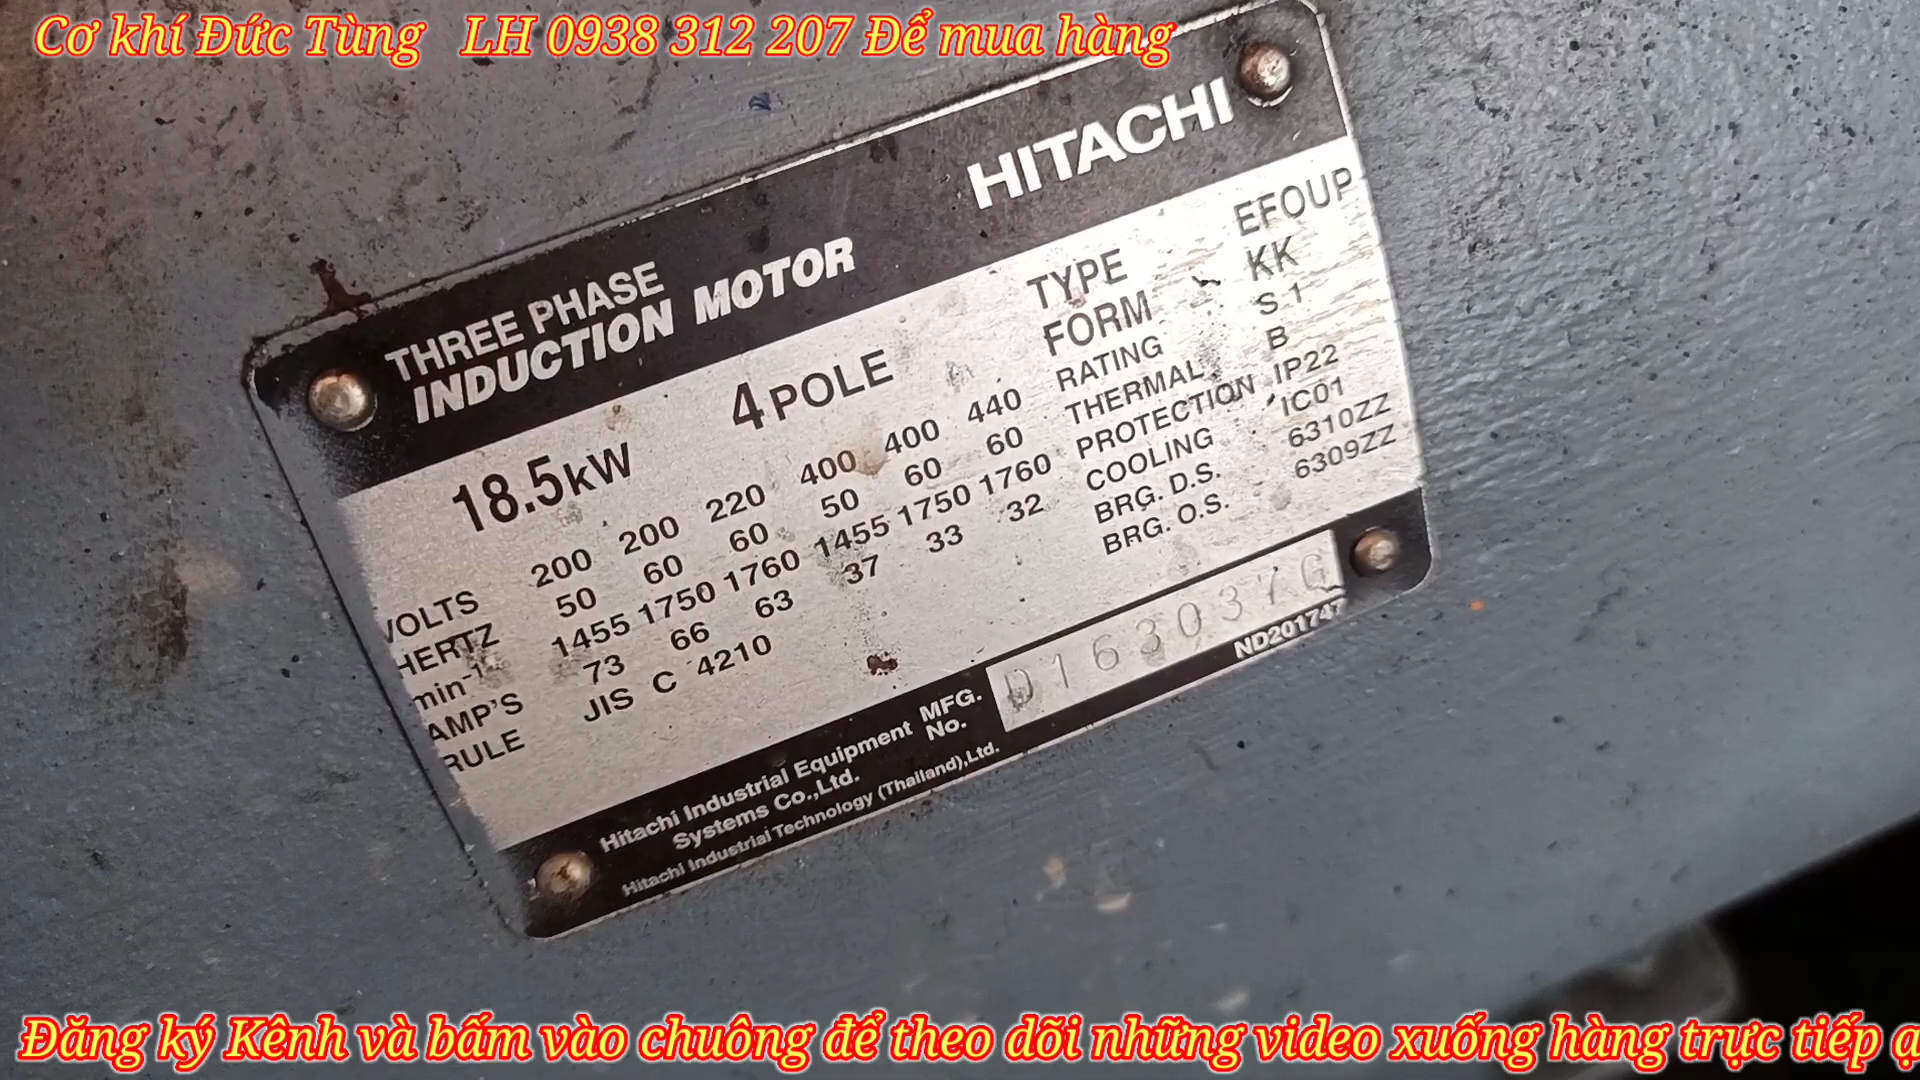 Cơ khí Đức Tùng LH 0938 312 207 Để mua hàng
HITACHI
THREE PHASE
INDUCTION MOTOR
18.5kW 4 POLE
TYPE EFOUP
FORM KK
RATING S 1
THERMAL B
PROTECTION IP22
COOLING IC01
BRG. D.S. 6310ZZ
BRG. O.S. 6309ZZ
VOLTS 200 200 220 400 400 440
HERTZ 50 60 60 50 60 60
min-1 1455 1750 1760 1455 1750 1760
AMP'S 73 66 63 37 33 32
RULE JIS C 4210
Hitachi Industrial Equipment
Systems Co.,Ltd.
Hitachi Industrial Technology (Thailand),Ltd.
MFG.
No.
D163037G
ND201747
Đăng ký Kênh và bấm vào chuông để theo dõi những video xuống hàng trực tiếp ạ